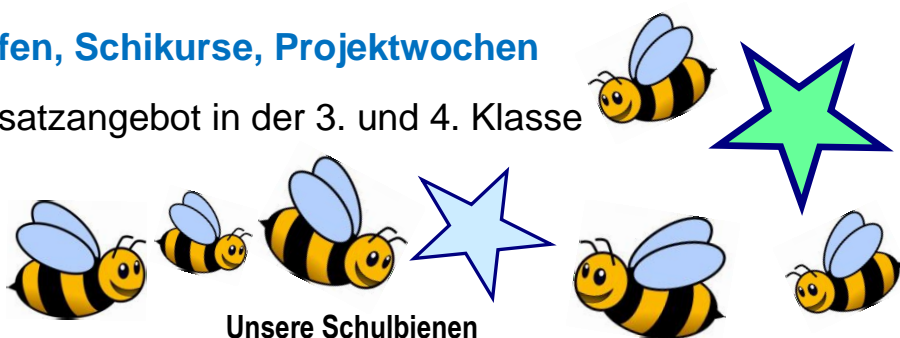 fen, Schikurse, Projektwochen
satzangebot in der 3. und 4. Klasse
Unsere Schulbienen